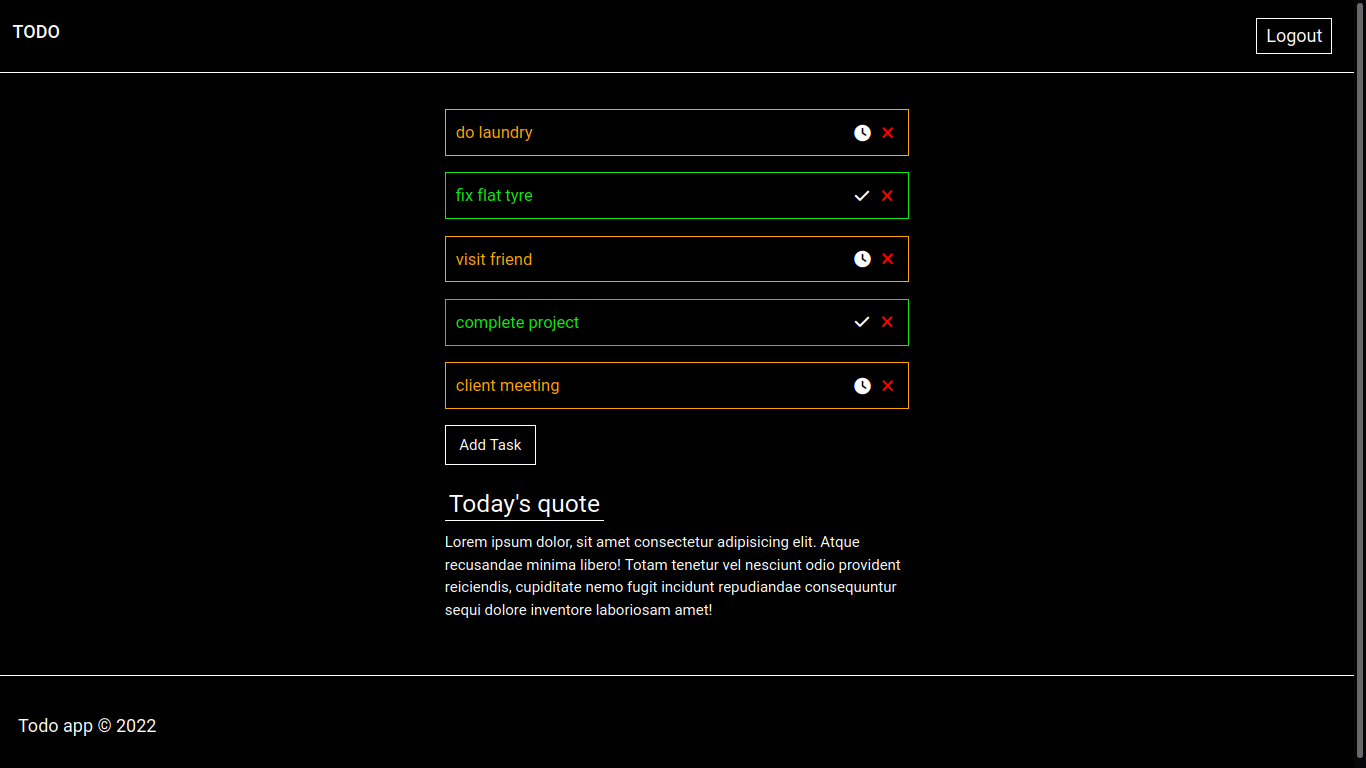 TODO
Logout
do laundry
fix flat tyre
visit friend
complete project
client meeting
Add Task
Today's quote
Lorem ipsum dolor, sit amet consectetur adipisicing elit. Atque
recusandae minima libero! Totam tenetur vel nesciunt odio provident
reiciendis, cupiditate nemo fugit incidunt repudiandae consequuntur
sequi dolore inventore laboriosam amet!
Todo app © 2022